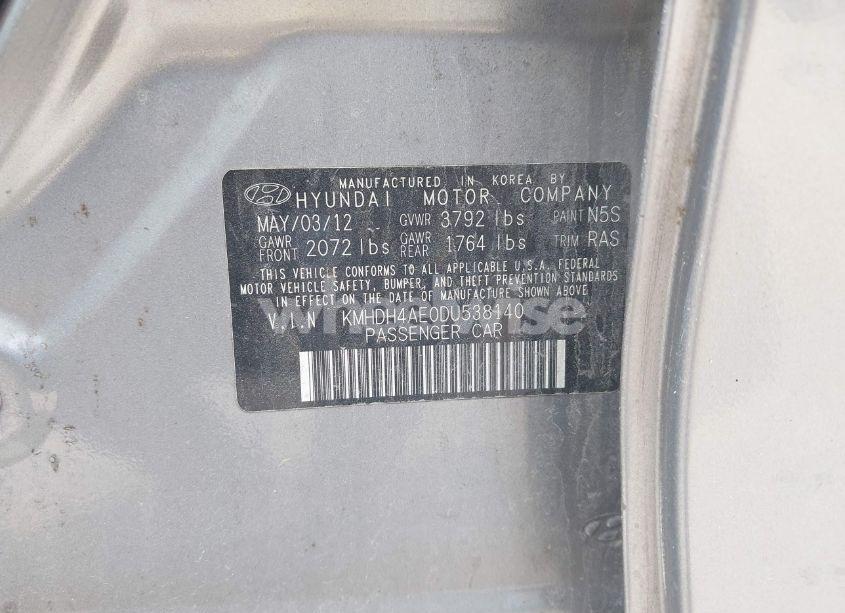 MANUFACTURED IN KOREA BY
HYUNDAI MOTOR COMPANY
MAY/03/12 GVWR 3792 lbs PAINT N5S
GAWR FRONT 2072 lbs GAWR REAR 1764 lbs TRIM RAS
THIS VEHICLE CONFORMS TO ALL APPLICABLE U.S.A. FEDERAL
MOTOR VEHICLE SAFETY, BUMPER, AND THEFT PREVENTION STANDARDS
IN EFFECT ON THE DATE OF MANUFACTURE SHOWN ABOVE.
V.I.N KMHDH4AE0DU538140
PASSENGER CAR